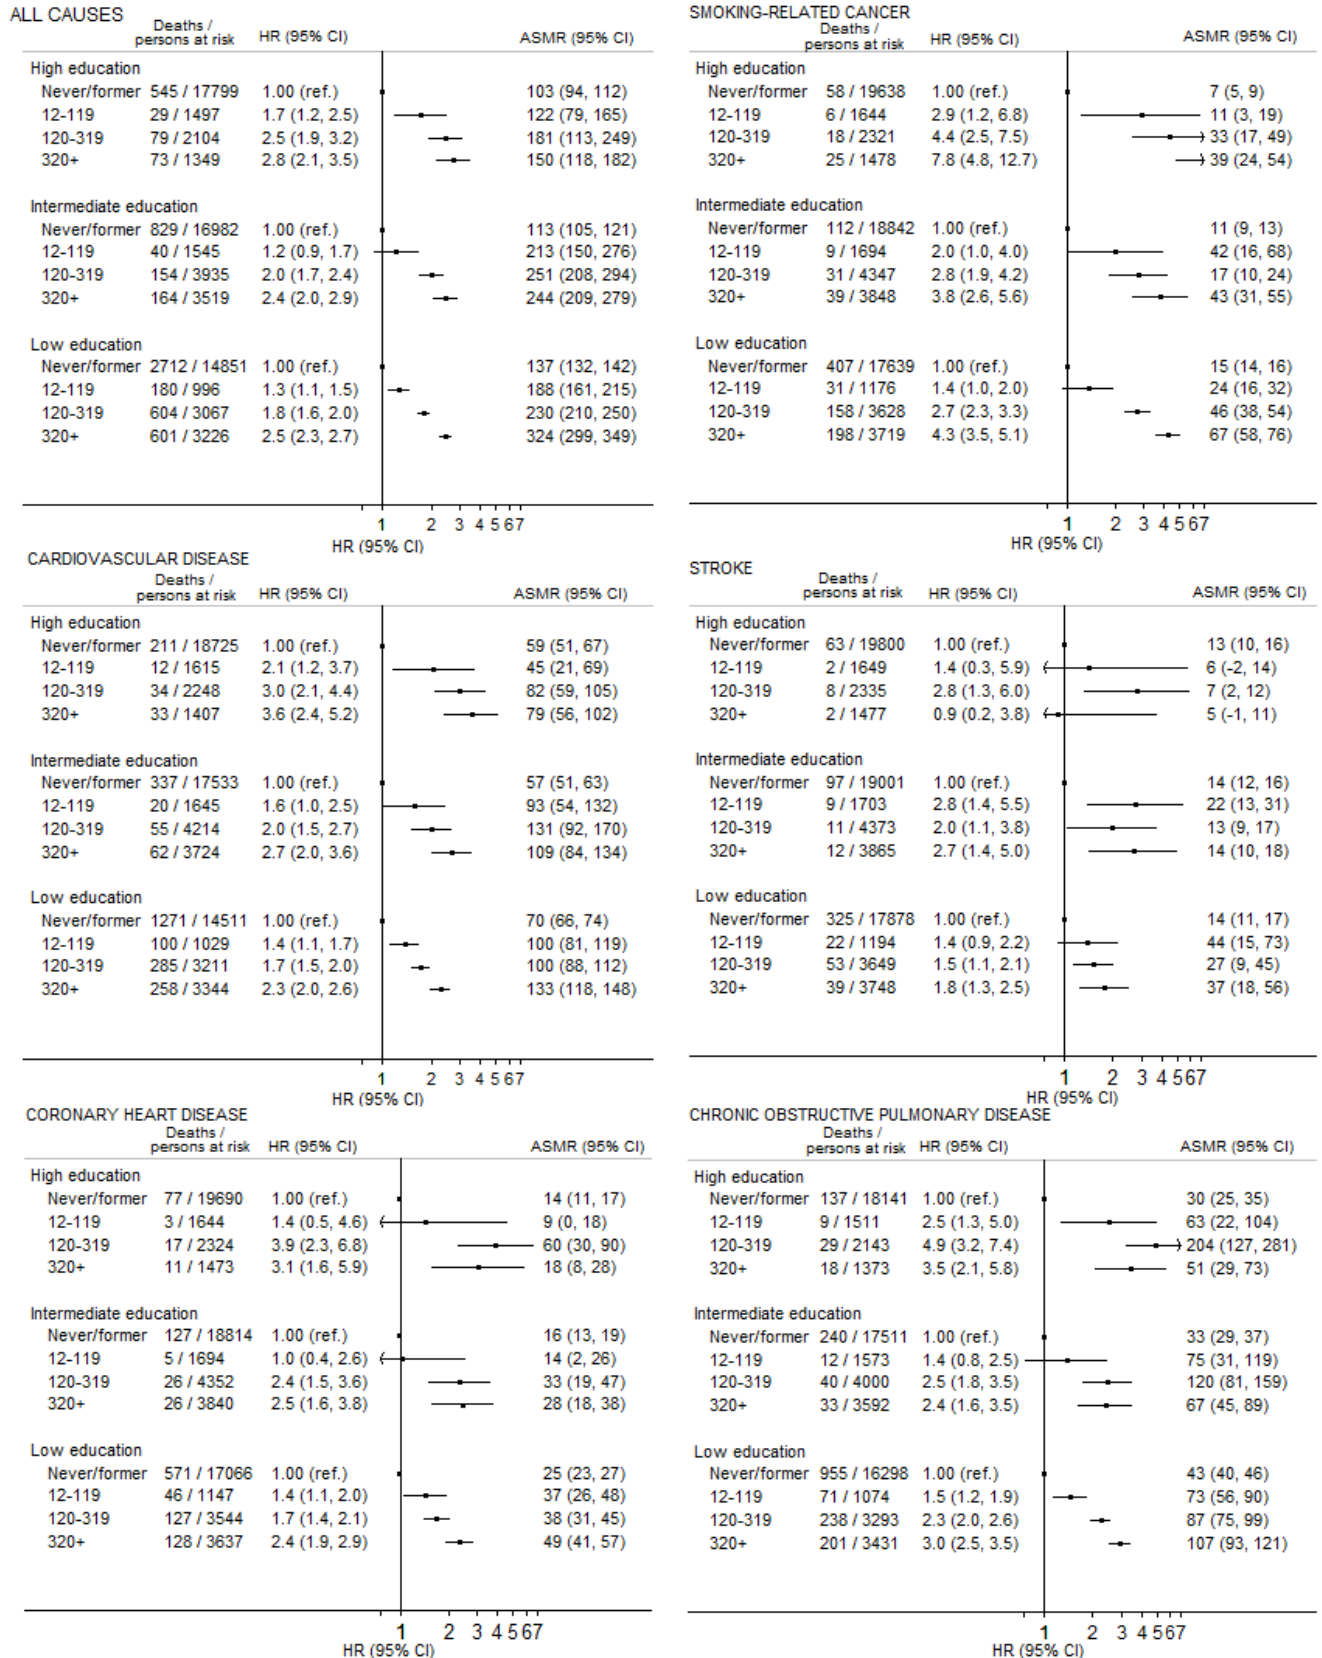 ALL CAUSES
Deaths /
persons at risk HR (95% CI) ASMR (95% CI)
High education
Never/former 545 / 17799 1.00 (ref.) 103 (94, 112)
12-119 29 / 1497 1.7 (1.2, 2.5) 122 (79, 165)
120-319 79 / 2104 2.5 (1.9, 3.2) 181 (113, 249)
320+ 73 / 1349 2.8 (2.1, 3.5) 150 (118, 182)
Intermediate education
Never/former 829 / 16982 1.00 (ref.) 113 (105, 121)
12-119 40 / 1545 1.2 (0.9, 1.7) 213 (150, 276)
120-319 154 / 3935 2.0 (1.7, 2.4) 251 (208, 294)
320+ 164 / 3519 2.4 (2.0, 2.9) 244 (209, 279)
Low education
Never/former 2712 / 14851 1.00 (ref.) 137 (132, 142)
12-119 180 / 996 1.3 (1.1, 1.5) 188 (161, 215)
120-319 604 / 3067 1.8 (1.6, 2.0) 230 (210, 250)
320+ 601 / 3226 2.5 (2.3, 2.7) 324 (299, 349)
1 2 3 4 5 6 7
HR (95% CI)
SMOKING-RELATED CANCER
Deaths /
persons at risk HR (95% CI) ASMR (95% CI)
High education
Never/former 58 / 19638 1.00 (ref.) 7 (5, 9)
12-119 6 / 1644 2.9 (1.2, 6.8) 11 (3, 19)
120-319 18 / 2321 4.4 (2.5, 7.5) 33 (17, 49)
320+ 25 / 1478 7.8 (4.8, 12.7) 39 (24, 54)
Intermediate education
Never/former 112 / 18842 1.00 (ref.) 11 (9, 13)
12-119 9 / 1694 2.0 (1.0, 4.0) 42 (16, 68)
120-319 31 / 4347 2.8 (1.9, 4.2) 17 (10, 24)
320+ 39 / 3848 3.8 (2.6, 5.6) 43 (31, 55)
Low education
Never/former 407 / 17639 1.00 (ref.) 15 (14, 16)
12-119 31 / 1176 1.4 (1.0, 2.0) 24 (16, 32)
120-319 158 / 3628 2.7 (2.3, 3.3) 46 (38, 54)
320+ 198 / 3719 4.3 (3.5, 5.1) 67 (58, 76)
1 2 3 4 5 6 7
HR (95% CI)
CARDIOVASCULAR DISEASE
Deaths /
persons at risk HR (95% CI) ASMR (95% CI)
High education
Never/former 211 / 18725 1.00 (ref.) 59 (51, 67)
12-119 12 / 1615 2.1 (1.2, 3.7) 45 (21, 69)
120-319 34 / 2248 3.0 (2.1, 4.4) 82 (59, 105)
320+ 33 / 1407 3.6 (2.4, 5.2) 79 (56, 102)
Intermediate education
Never/former 337 / 17533 1.00 (ref.) 57 (51, 63)
12-119 20 / 1645 1.6 (1.0, 2.5) 93 (54, 132)
120-319 55 / 4214 2.0 (1.5, 2.7) 131 (92, 170)
320+ 62 / 3724 2.7 (2.0, 3.6) 109 (84, 134)
Low education
Never/former 1271 / 14511 1.00 (ref.) 70 (66, 74)
12-119 100 / 1029 1.4 (1.1, 1.7) 100 (81, 119)
120-319 285 / 3211 1.7 (1.5, 2.0) 100 (88, 112)
320+ 258 / 3344 2.3 (2.0, 2.6) 133 (118, 148)
1 2 3 4 5 6 7
HR (95% CI)
STROKE
Deaths /
persons at risk HR (95% CI) ASMR (95% CI)
High education
Never/former 63 / 19800 1.00 (ref.) 13 (10, 16)
12-119 2 / 1649 1.4 (0.3, 5.9) 6 (-2, 14)
120-319 8 / 2335 2.8 (1.3, 6.0) 7 (2, 12)
320+ 2 / 1477 0.9 (0.2, 3.8) 5 (-1, 11)
Intermediate education
Never/former 97 / 19001 1.00 (ref.) 14 (12, 16)
12-119 9 / 1703 2.8 (1.4, 5.5) 22 (13, 31)
120-319 11 / 4373 2.0 (1.1, 3.8) 13 (9, 17)
320+ 12 / 3865 2.7 (1.4, 5.0) 14 (10, 18)
Low education
Never/former 325 / 17878 1.00 (ref.) 14 (11, 17)
12-119 22 / 1194 1.4 (0.9, 2.2) 44 (15, 73)
120-319 53 / 3649 1.5 (1.1, 2.1) 27 (9, 45)
320+ 39 / 3748 1.8 (1.3, 2.5) 37 (18, 56)
1 2 3 4 5 6 7
HR (95% CI)
CORONARY HEART DISEASE
Deaths /
persons at risk HR (95% CI) ASMR (95% CI)
High education
Never/former 77 / 19690 1.00 (ref.) 14 (11, 17)
12-119 3 / 1644 1.4 (0.5, 4.6) 9 (0, 18)
120-319 17 / 2324 3.9 (2.3, 6.8) 60 (30, 90)
320+ 11 / 1473 3.1 (1.6, 5.9) 18 (8, 28)
Intermediate education
Never/former 127 / 18814 1.00 (ref.) 16 (13, 19)
12-119 5 / 1694 1.0 (0.4, 2.6) 14 (2, 26)
120-319 26 / 4352 2.4 (1.5, 3.6) 33 (19, 47)
320+ 26 / 3840 2.5 (1.6, 3.8) 28 (18, 38)
Low education
Never/former 571 / 17066 1.00 (ref.) 25 (23, 27)
12-119 46 / 1147 1.4 (1.1, 2.0) 37 (26, 48)
120-319 127 / 3544 1.7 (1.4, 2.1) 38 (31, 45)
320+ 128 / 3637 2.4 (1.9, 2.9) 49 (41, 57)
1 2 3 4 5 6 7
HR (95% CI)
CHRONIC OBSTRUCTIVE PULMONARY DISEASE
Deaths /
persons at risk HR (95% CI) ASMR (95% CI)
High education
Never/former 137 / 18141 1.00 (ref.) 30 (25, 35)
12-119 9 / 1511 2.5 (1.3, 5.0) 63 (22, 104)
120-319 29 / 2143 4.9 (3.2, 7.4) 204 (127, 281)
320+ 18 / 1373 3.5 (2.1, 5.8) 51 (29, 73)
Intermediate education
Never/former 240 / 17511 1.00 (ref.) 33 (29, 37)
12-119 12 / 1573 1.4 (0.8, 2.5) 75 (31, 119)
120-319 40 / 4000 2.5 (1.8, 3.5) 120 (81, 159)
320+ 33 / 3592 2.4 (1.6, 3.5) 67 (45, 89)
Low education
Never/former 955 / 16298 1.00 (ref.) 43 (40, 46)
12-119 71 / 1074 1.5 (1.2, 1.9) 73 (56, 90)
120-319 238 / 3293 2.3 (2.0, 2.6) 87 (75, 99)
320+ 201 / 3431 3.0 (2.5, 3.5) 107 (93, 121)
1 2 3 4 5 6 7
HR (95% CI)